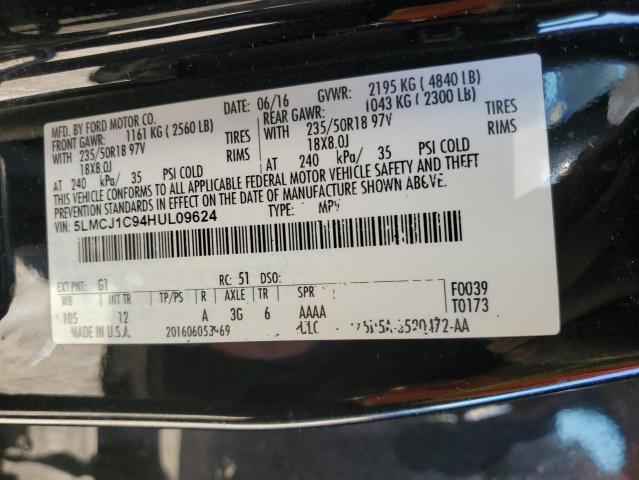 MFD. BY FORD MOTOR CO. DATE: 06/16 GVWR: 2195 KG ( 4840 LB)
FRONT GAWR: 1161 KG ( 2560 LB) REAR GAWR: 1043 KG ( 2300 LB)
WITH 235/50R18 97V TIRES WITH 235/50R18 97V TIRES
18X8.0J RIMS 18X8.0J RIMS
AT 240 kPa/ 35 PSI COLD AT 240 kPa/ 35 PSI COLD
THIS VEHICLE CONFORMS TO ALL APPLICABLE FEDERAL MOTOR VEHICLE SAFETY AND THEFT
PREVENTION STANDARDS IN EFFECT ON THE DATE OF MANUFACTURE SHOWN ABOVE.
VIN: 5LMCJ1C94HUL09624 TYPE: MPV
EXT PNT: G1 RC: 51 DSO: F0039
WB INT TR TP/PS R AXLE TR SPR T0173
105 12 A 3G 6 AAAA
MADE IN U.S.A.